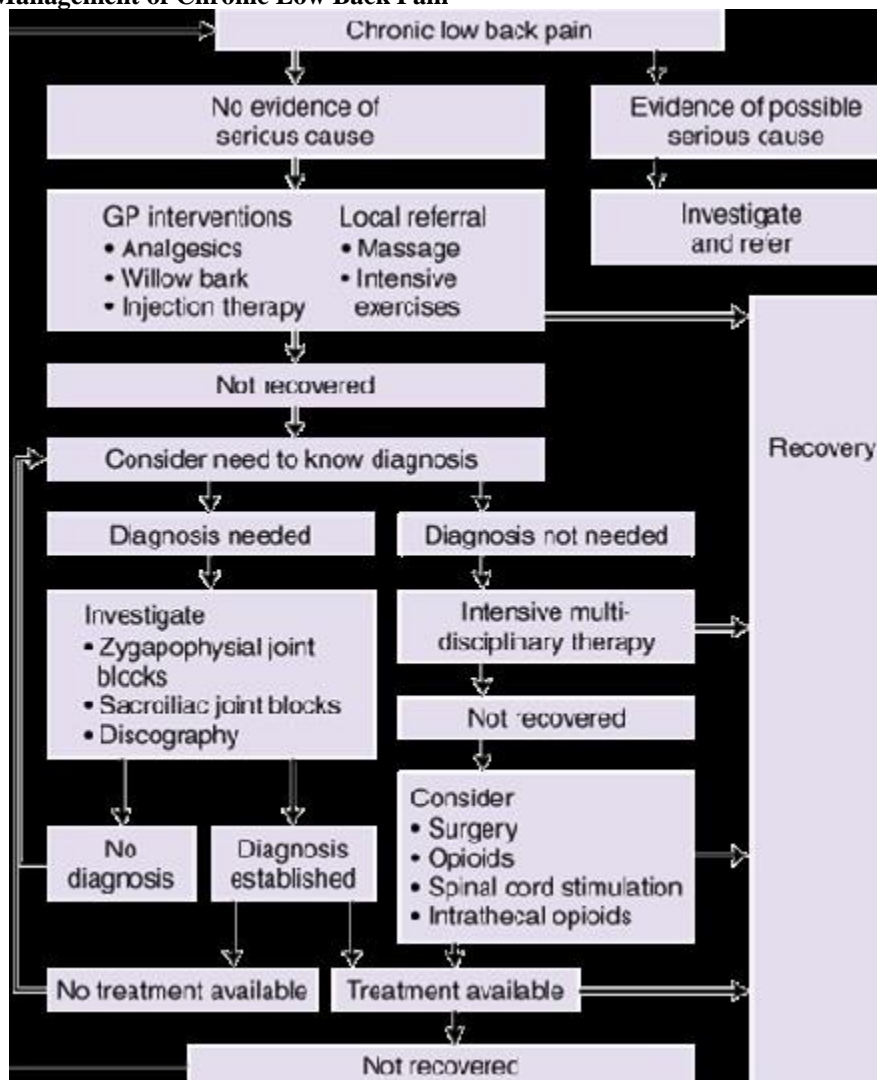 Management of Chronic Low Back Pain
Chronic low back pain
No evidence of
serious cause
Evidence of possible
serious cause
GP interventions
• Analgesics
• Willow bark
• Injection therapy
Local referral
• Massage
• Intensive
exercises
Investigate
and refer
Not recovered
Recovery
Consider need to know diagnosis
Diagnosis needed
Diagnosis not needed
Investigate
• Zygapophysial joint
blocks
• Sacroiliac joint blocks
• Discography
Intensive multi-
disciplinary therapy
Not recovered
Consider
• Surgery
• Opioids
• Spinal cord stimulation
• Intrathecal opioids
No
diagnosis
Diagnosis
established
No treatment available
Treatment available
Not recovered